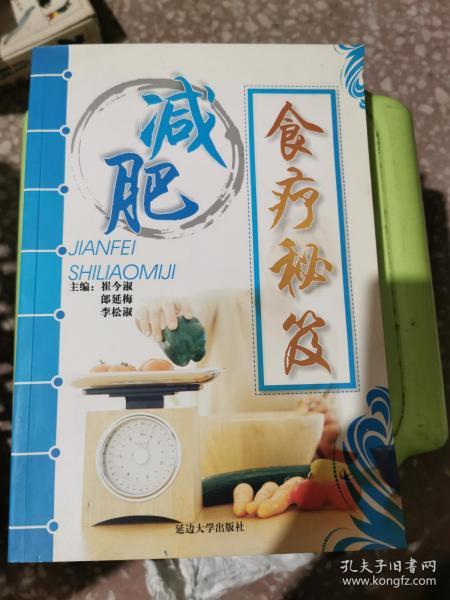 减肥
食疗秘笈
JIANFEI
SHILIAOMIJI
主编：崔今淑
郎延梅
李松淑
延边大学出版社
孔夫子旧书网
www.kongfz.com